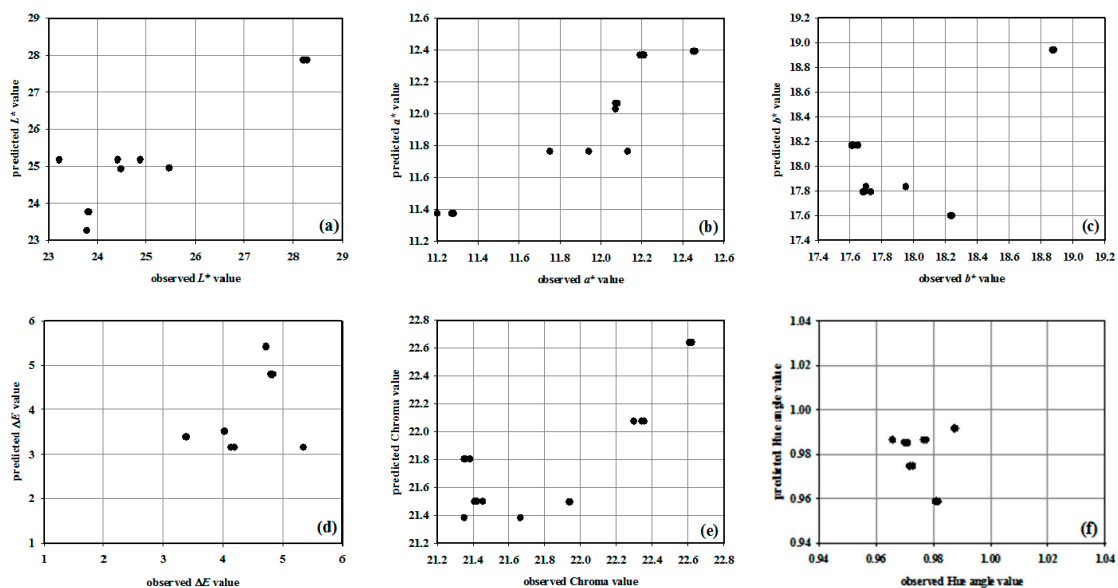 29
28
27
26
25
24
23
23 24 25 26 27 28 29
predicted L* value
observed L* value
(a)
12.6
12.4
12.2
12.0
11.8
11.6
11.4
11.2
11.2 11.4 11.6 11.8 12.0 12.2 12.4 12.6
predicted a* value
observed a* value
(b)
19.2
19.0
18.8
18.6
18.4
18.2
18.0
17.8
17.6
17.4
17.4 17.6 17.8 18.0 18.2 18.4 18.6 18.8 19.0 19.2
predicted b* value
observed b* value
(c)
6
5
4
3
2
1
1 2 3 4 5 6
predicted ΔE value
observed ΔE value
(d)
22.8
22.6
22.4
22.2
22.0
21.8
21.6
21.4
21.2
21.2 21.4 21.6 21.8 22.0 22.2 22.4 22.6 22.8
predicted Chroma value
observed Chroma value
(e)
1.04
1.02
1.00
0.98
0.96
0.94
0.94 0.96 0.98 1.00 1.02 1.04
predicted Hue angle value
observed Hue angle value
(f)